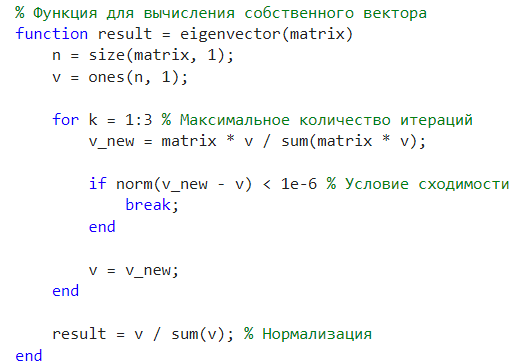 % Функция для вычисления собственного вектора
function result = eigenvector(matrix)
    n = size(matrix, 1);
    v = ones(n, 1);

    for k = 1:3 % Максимальное количество итераций
        v_new = matrix * v / sum(matrix * v);

        if norm(v_new - v) < 1e-6 % Условие сходимости
            break;
        end

        v = v_new;
    end

    result = v / sum(v); % Нормализация
end